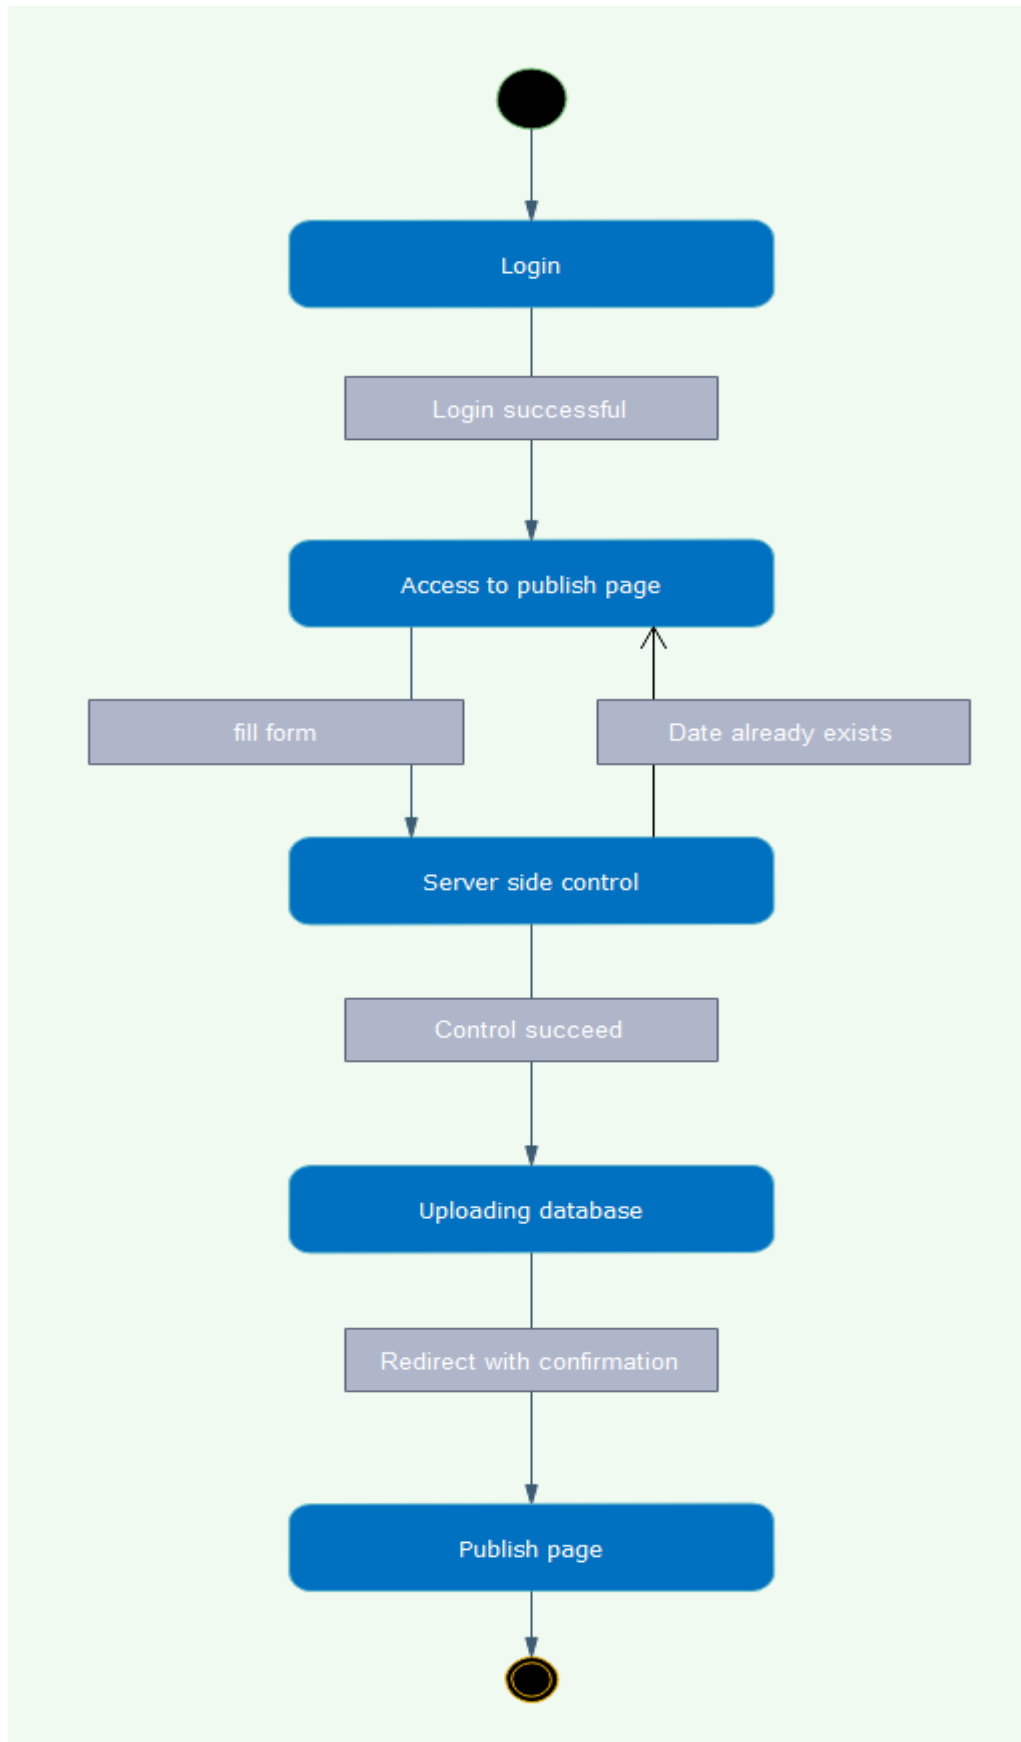 Login
Login successful
Access to publish page
fill form
Date already exists
Server side control
Control succeed
Uploading database
Redirect with confirmation
Publish page